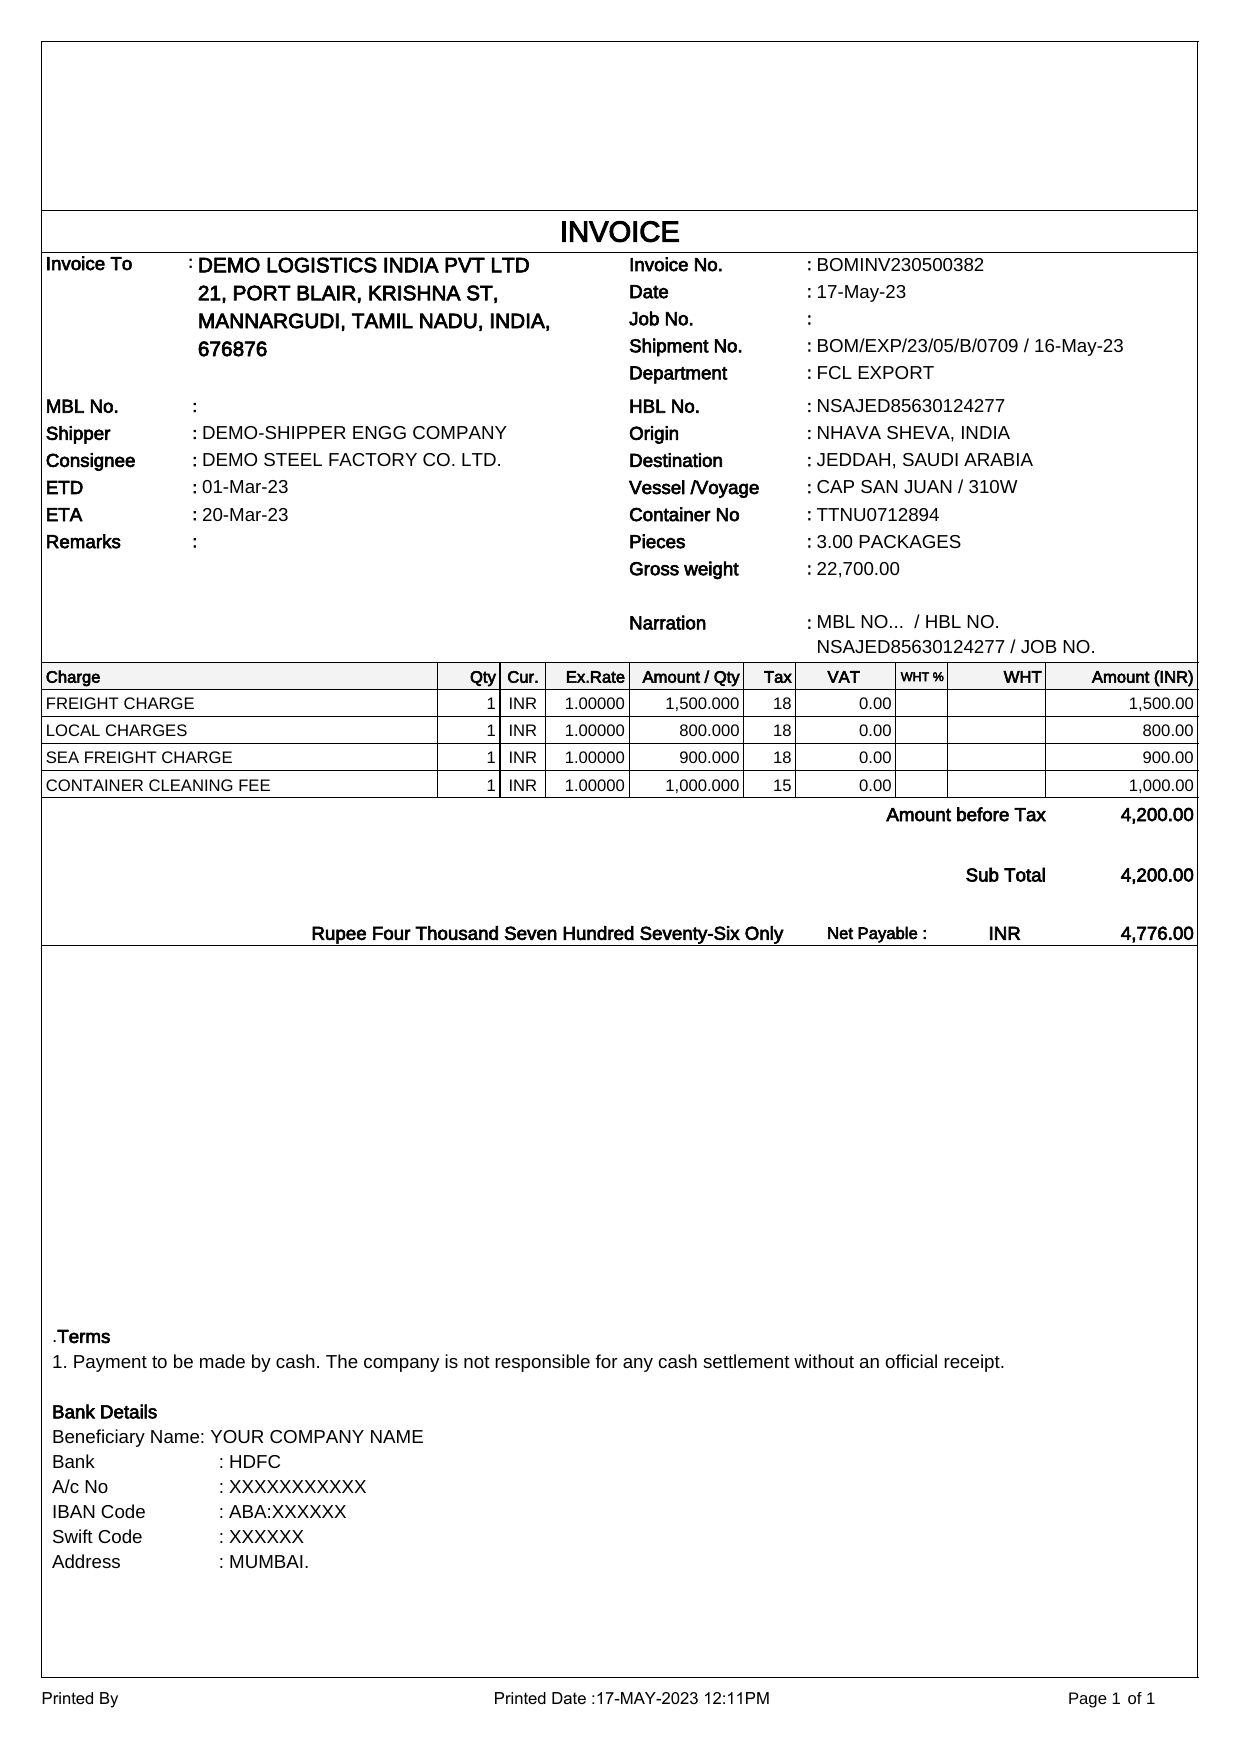 INVOICE
Invoice To : DEMO LOGISTICS INDIA PVT LTD
21, PORT BLAIR, KRISHNA ST,
MANNARGUDI, TAMIL NADU, INDIA,
676876
Invoice No. : BOMINV230500382
Date : 17-May-23
Job No. :
Shipment No. : BOM/EXP/23/05/B/0709 / 16-May-23
Department : FCL EXPORT
MBL No. :
Shipper : DEMO-SHIPPER ENGG COMPANY
Consignee : DEMO STEEL FACTORY CO. LTD.
ETD : 01-Mar-23
ETA : 20-Mar-23
Remarks :
HBL No. : NSAJED85630124277
Origin : NHAVA SHEVA, INDIA
Destination : JEDDAH, SAUDI ARABIA
Vessel /Voyage : CAP SAN JUAN / 310W
Container No : TTNU0712894
Pieces : 3.00 PACKAGES
Gross weight : 22,700.00
Narration : MBL NO... / HBL NO.
NSAJED85630124277 / JOB NO.
Charge Qty Cur. Ex.Rate Amount / Qty Tax VAT WHT % WHT Amount (INR)
FREIGHT CHARGE 1 INR 1.00000 1,500.000 18 0.00 1,500.00
LOCAL CHARGES 1 INR 1.00000 800.000 18 0.00 800.00
SEA FREIGHT CHARGE 1 INR 1.00000 900.000 18 0.00 900.00
CONTAINER CLEANING FEE 1 INR 1.00000 1,000.000 15 0.00 1,000.00
Amount before Tax 4,200.00
Sub Total 4,200.00
Rupee Four Thousand Seven Hundred Seventy-Six Only Net Payable : INR 4,776.00
.Terms
1. Payment to be made by cash. The company is not responsible for any cash settlement without an official receipt.
Bank Details
Beneficiary Name: YOUR COMPANY NAME
Bank : HDFC
A/c No : XXXXXXXXXXX
IBAN Code : ABA:XXXXXX
Swift Code : XXXXXX
Address : MUMBAI.
Printed By Printed Date :17-MAY-2023 12:11PM Page 1 of 1